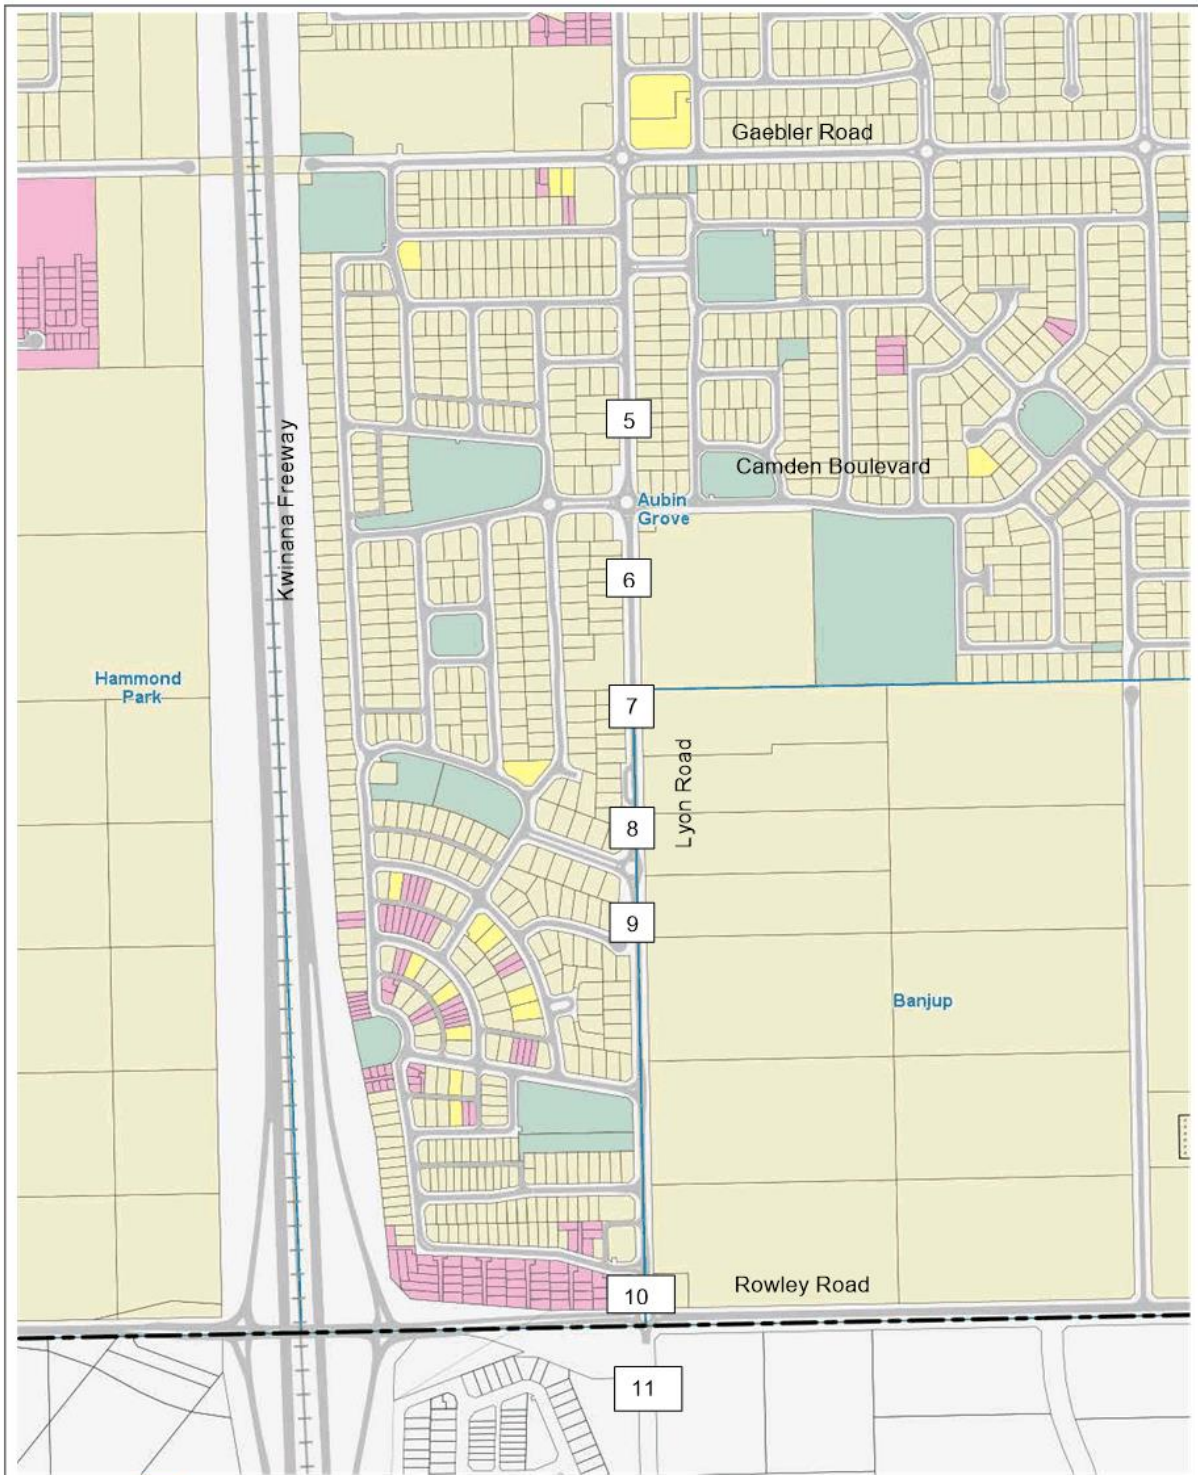 Gaebler Road
5
Camden Boulevard
Kwinana Freeway
Aubin
Grove
6
Hammond
Park
7
Lyon Road
8
9
Banjup
Rowley Road
10
11